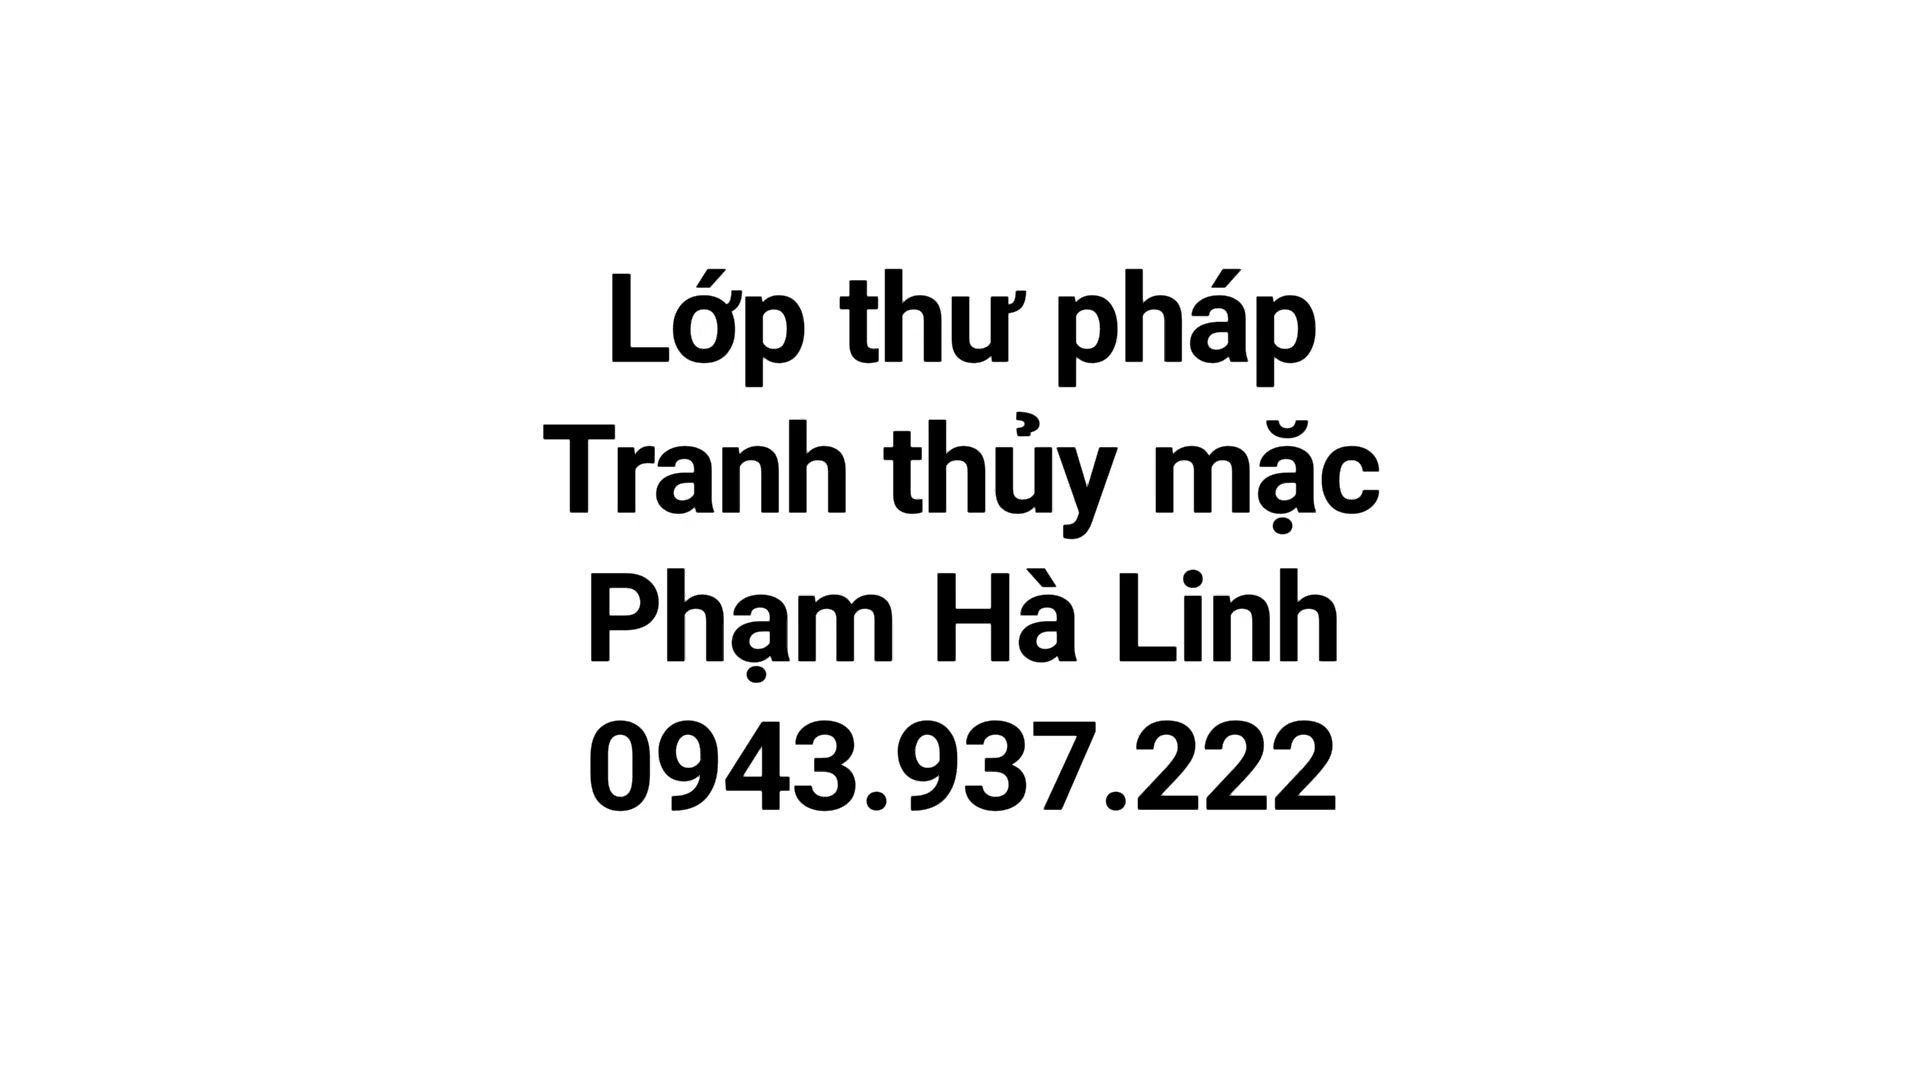 Lớp thư pháp
Tranh thủy mặc
Phạm Hà Linh
0943.937.222